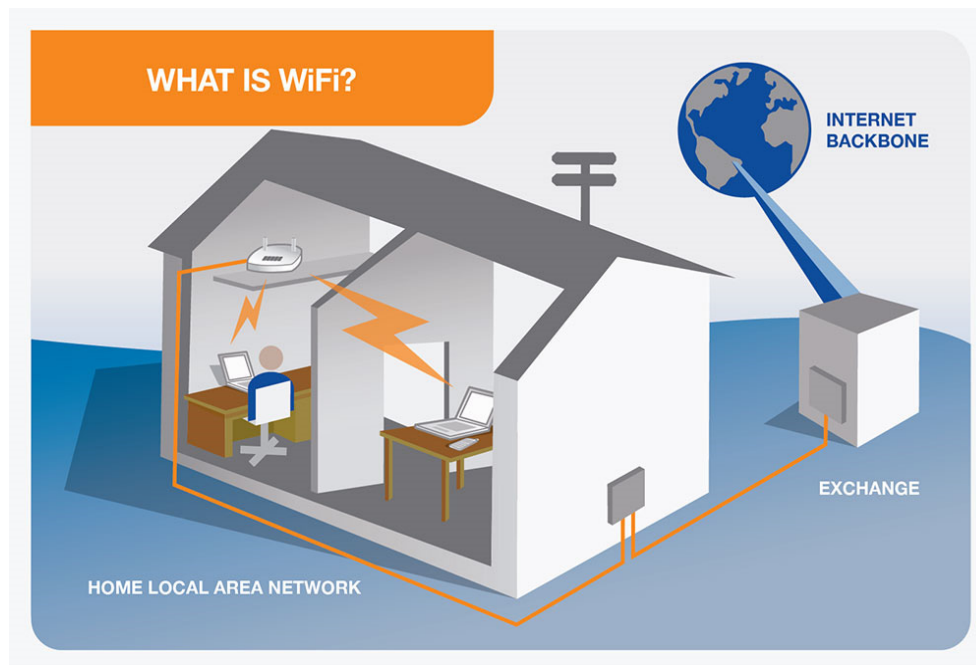 WHAT IS WiFi?
INTERNET
BACKBONE
EXCHANGE
HOME LOCAL AREA NETWORK